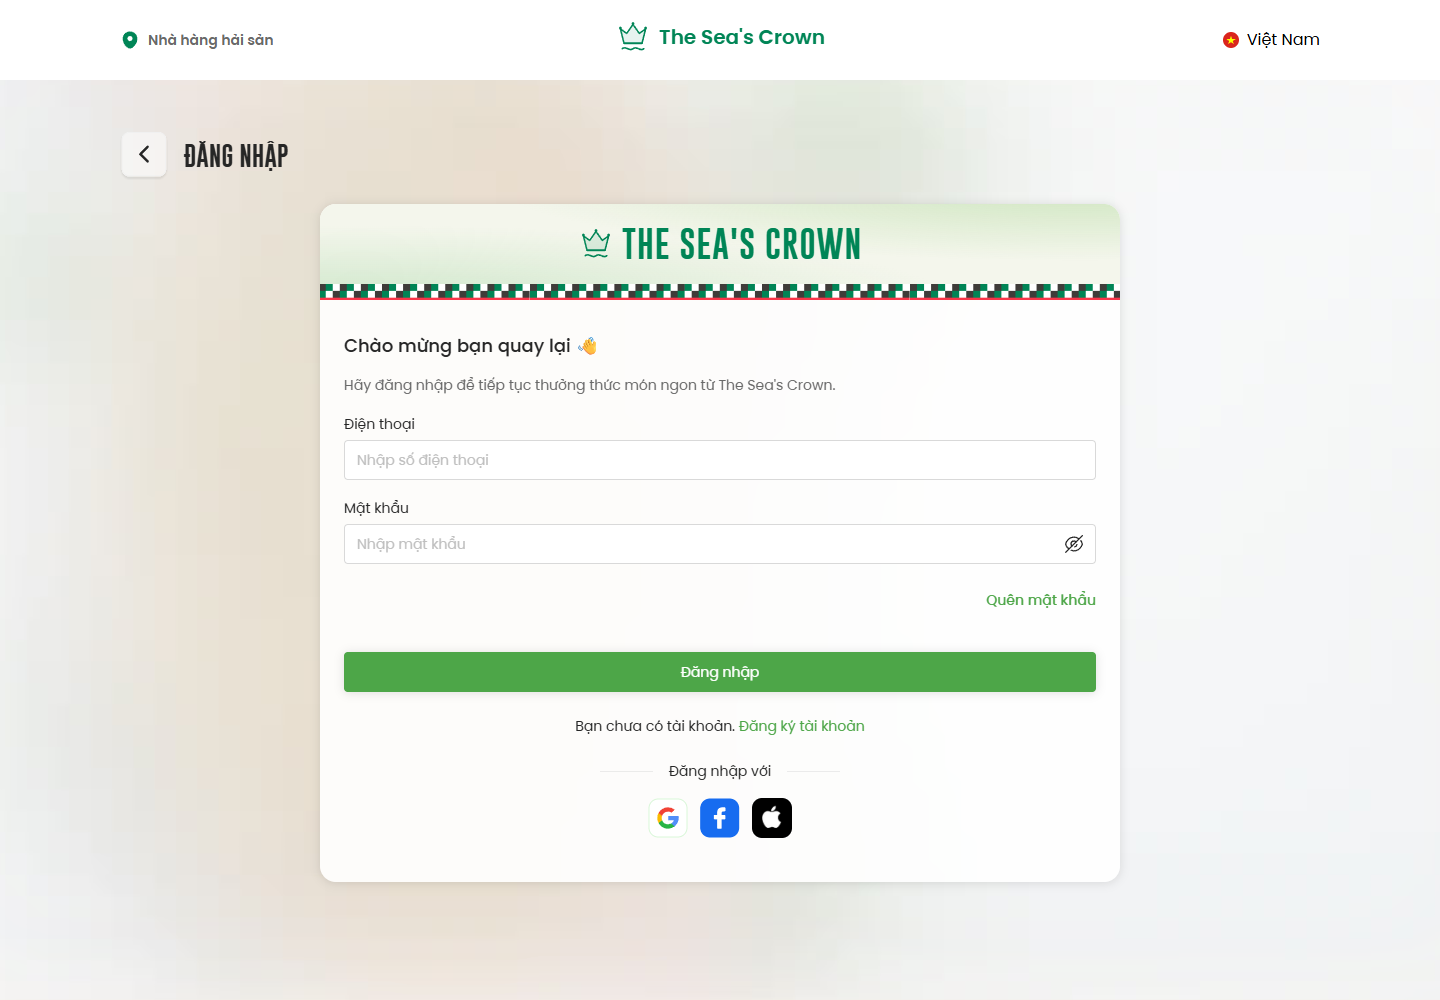 Nhà hàng hải sản
The Sea's Crown
Việt Nam
ĐĂNG NHẬP
THE SEA'S CROWN
Chào mừng bạn quay lại 👋
Hãy đăng nhập để tiếp tục thưởng thức món ngon từ The Sea's Crown.
Điện thoại
Nhập số điện thoại
Mật khẩu
Nhập mật khẩu
Quên mật khẩu
Đăng nhập
Bạn chưa có tài khoản. Đăng ký tài khoản
Đăng nhập với